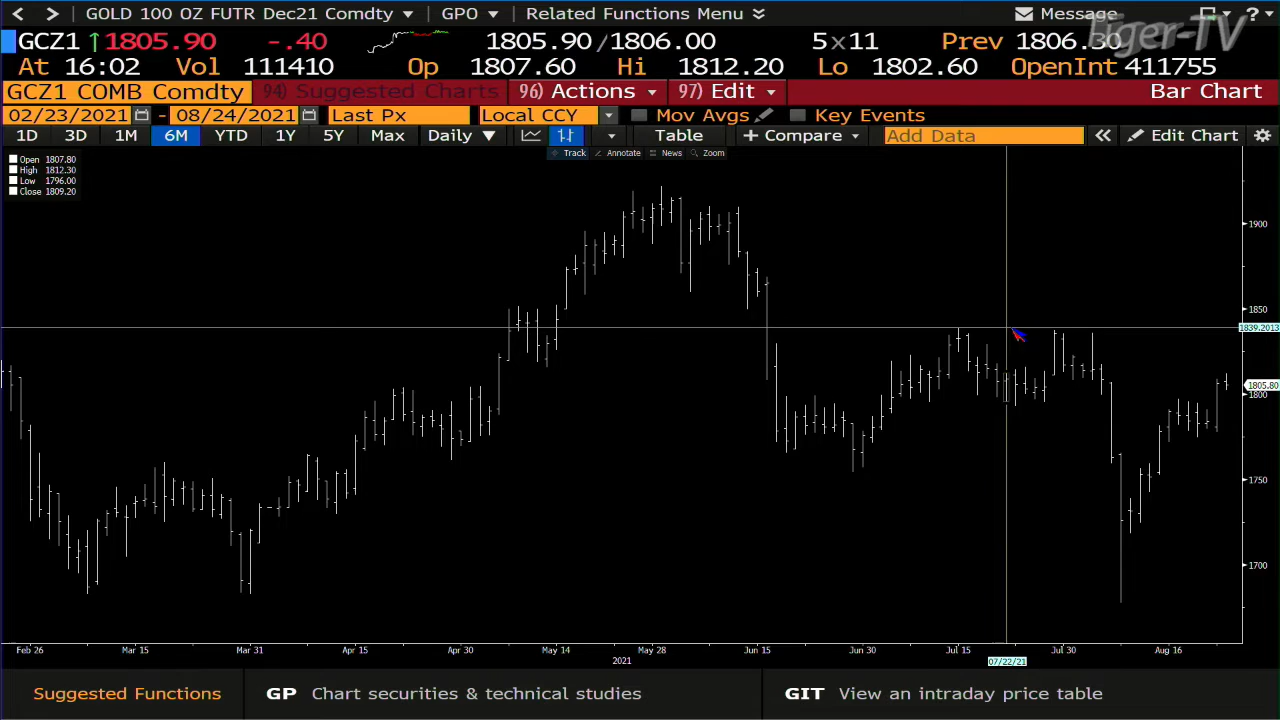 < > GOLD 100 OZ FUTR Dec21 Comdty ▼ GPO ▼ Related Functions Menu Message ?
GCZ1 ↑1805.90 -.40 1805.90/1806.00 5x11 Prev 1806.30
At 16:02 Vol 111410 Op 1807.60 Hi 1812.20 Lo 1802.60 OpenInt 411755
GCZ1 COMB Comdty 94) Suggested Charts 96) Actions 97) Edit Bar Chart
02/23/2021 - 08/24/2021 Last Px Local CCY Mov Avgs Key Events
1D 3D 1M 6M YTD 1Y 5Y Max Daily ▼ Table + Compare Add Data « Edit Chart
Track Annotate News Zoom
Open 1807.80
High 1812.30
Low 1796.00
Close 1809.20
1900
1850
1839.2013
1805.80
1800
1750
1700
Feb 26 Mar 15 Mar 31 Apr 15 Apr 30 May 14 May 28 Jun 15 Jun 30 Jul 15 Jul 30 Aug 16
2021 07/22/21
Suggested Functions GP Chart securities & technical studies GIT View an intraday price table